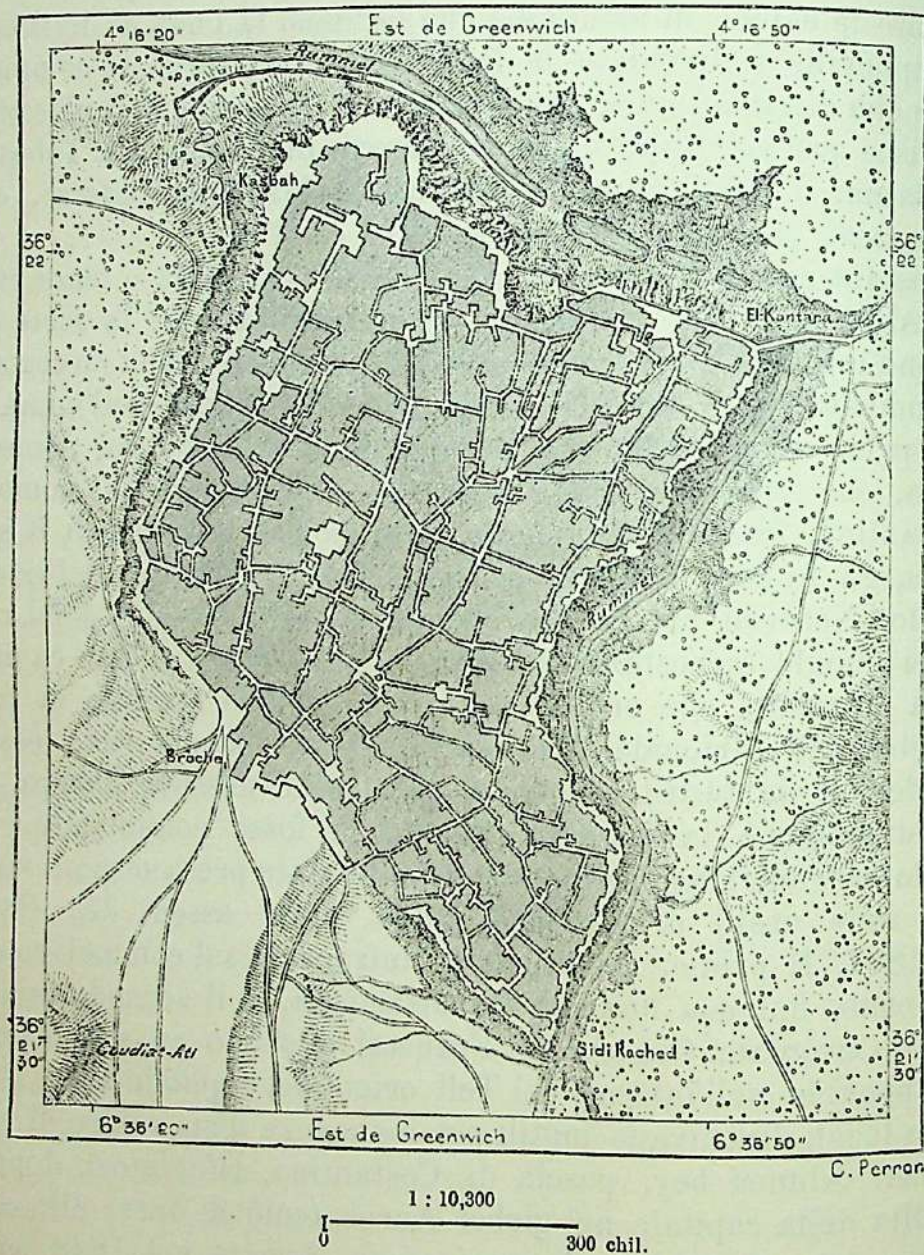 Est de Greenwich
4° 16' 20"
4° 16' 50"
Rummel
Kasbah
36°
22
36°
22
El-Kantara
Brèche
36°
21'
30"
36°
21'
30"
Coudiat-Ati
Sidi Rached
6° 36' 20"
Est de Greenwich
6° 36' 50"
C. Perron
1 : 10,300
0
300 chil.